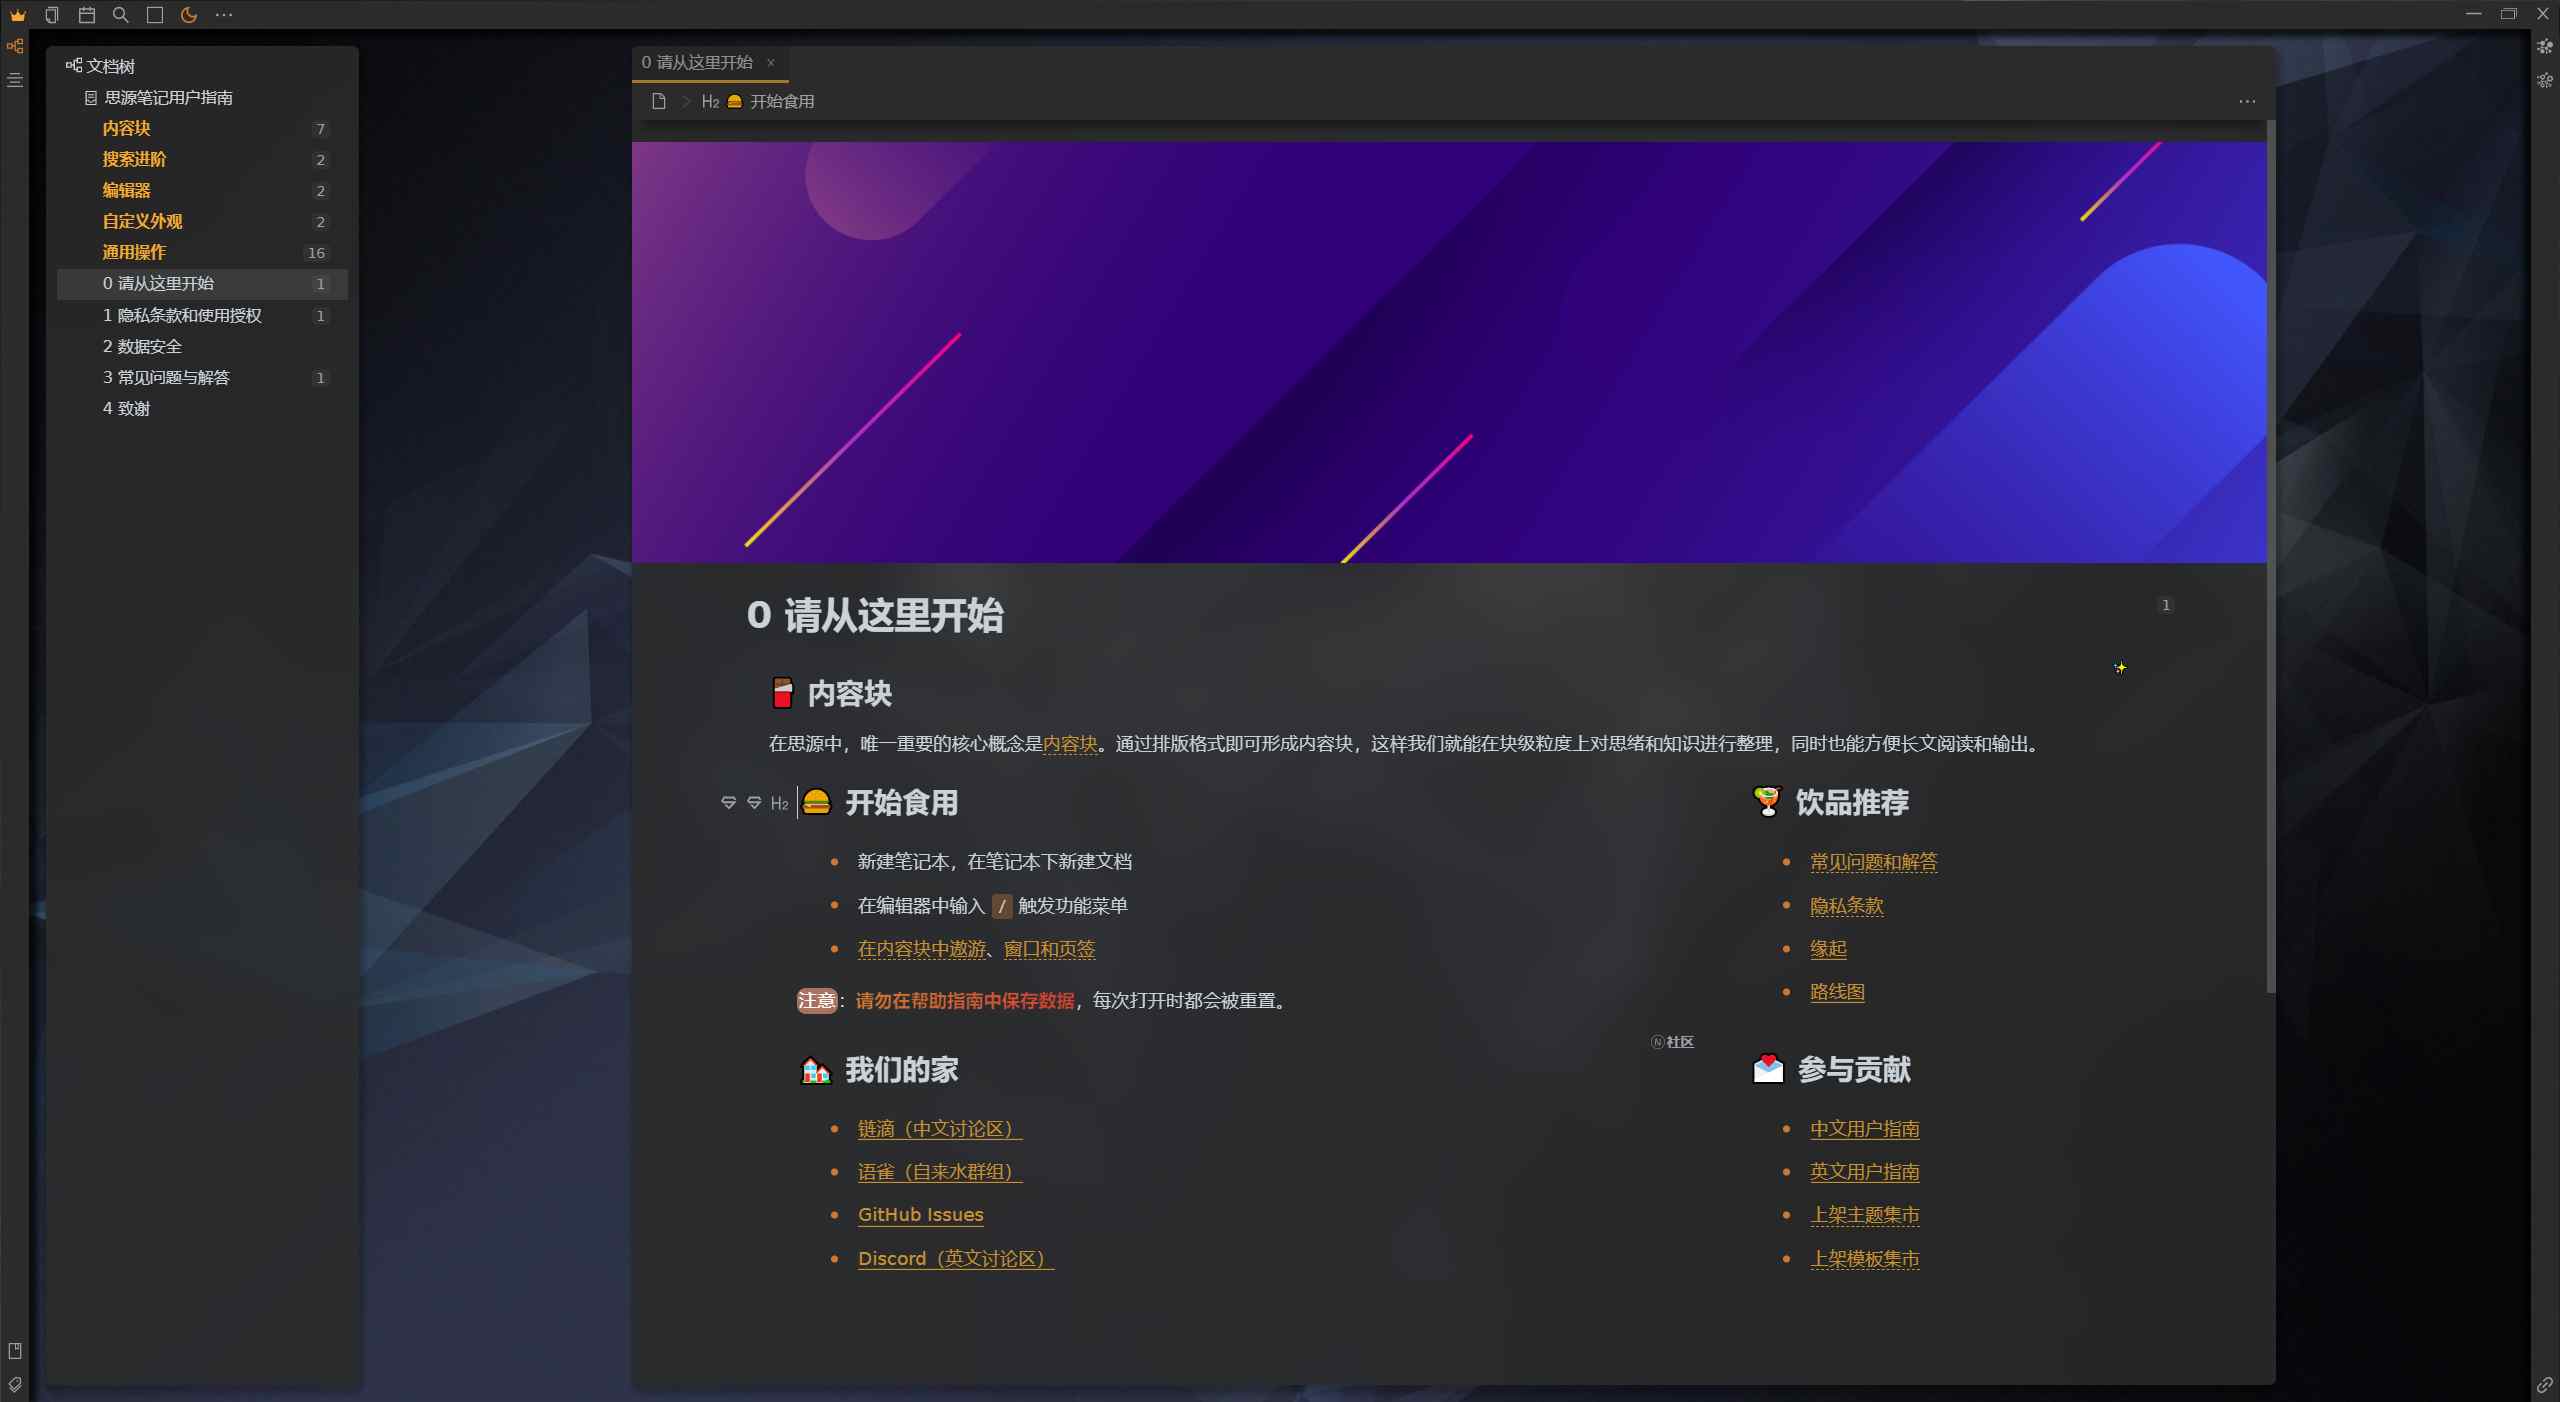 文档树
思源笔记用户指南
内容块 7
搜索进阶 2
编辑器 2
自定义外观 2
通用操作 16
0 请从这里开始 1
1 隐私条款和使用授权 1
2 数据安全
3 常见问题与解答 1
4 致谢
0 请从这里开始 ×
H2 开始食用
0 请从这里开始 1
内容块
在思源中，唯一重要的核心概念是内容块。通过排版格式即可形成内容块，这样我们就能在块级粒度上对思绪和知识进行整理，同时也能方便长文阅读和输出。
H2 开始食用
新建笔记本，在笔记本下新建文档
在编辑器中输入 / 触发功能菜单
在内容块中遨游、窗口和页签
注意：请勿在帮助指南中保存数据，每次打开时都会被重置。
饮品推荐
常见问题和解答
隐私条款
缘起
路线图
N社区
我们的家
链滴（中文讨论区）
语雀（自来水群组）
GitHub Issues
Discord（英文讨论区）
参与贡献
中文用户指南
英文用户指南
上架主题集市
上架模板集市